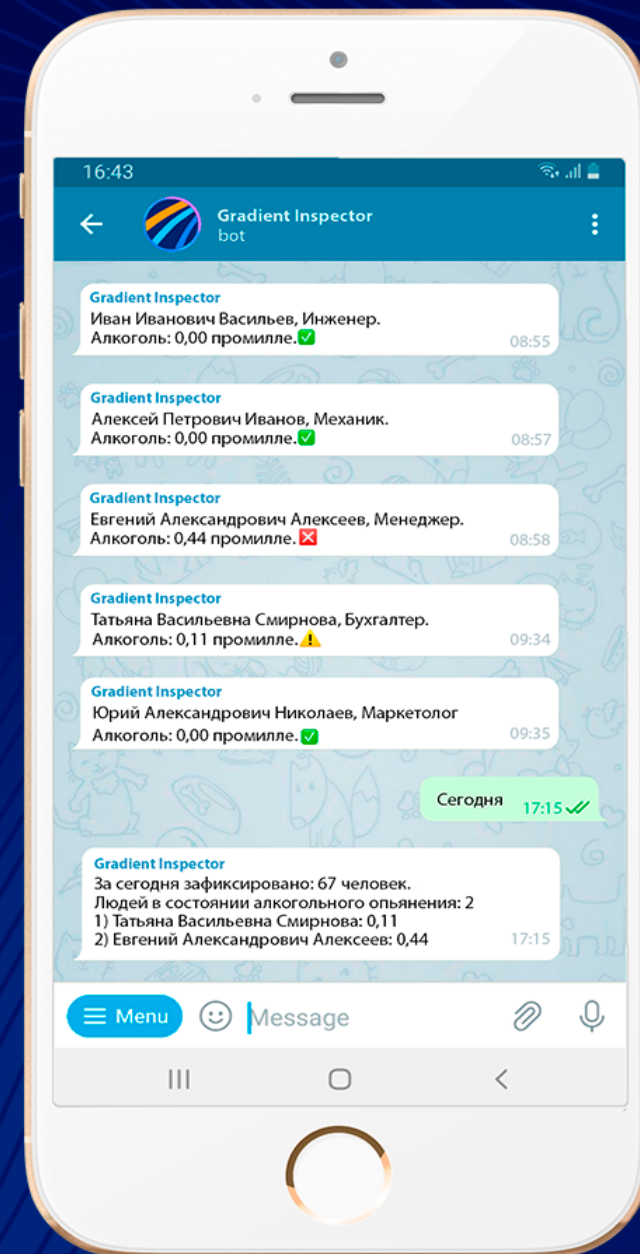 16:43
Gradient Inspector
bot
Gradient Inspector
Иван Иванович Васильев, Инженер.
Алкоголь: 0,00 промилле.✅
08:55
Gradient Inspector
Алексей Петрович Иванов, Механик.
Алкоголь: 0,00 промилле.✅
08:57
Gradient Inspector
Евгений Александрович Алексеев, Менеджер.
Алкоголь: 0,44 промилле.❎
08:58
Gradient Inspector
Татьяна Васильевна Смирнова, Бухгалтер.
Алкоголь: 0,11 промилле.⚠️
09:34
Gradient Inspector
Юрий Александрович Николаев, Маркетолог
Алкоголь: 0,00 промилле.✅
09:35
Сегодня 17:15
Gradient Inspector
За сегодня зафиксировано: 67 человек.
Людей в состоянии алкогольного опьянения: 2
1) Татьяна Васильевна Смирнова: 0,11
2) Евгений Александрович Алексеев: 0,44
17:15
Menu
Message